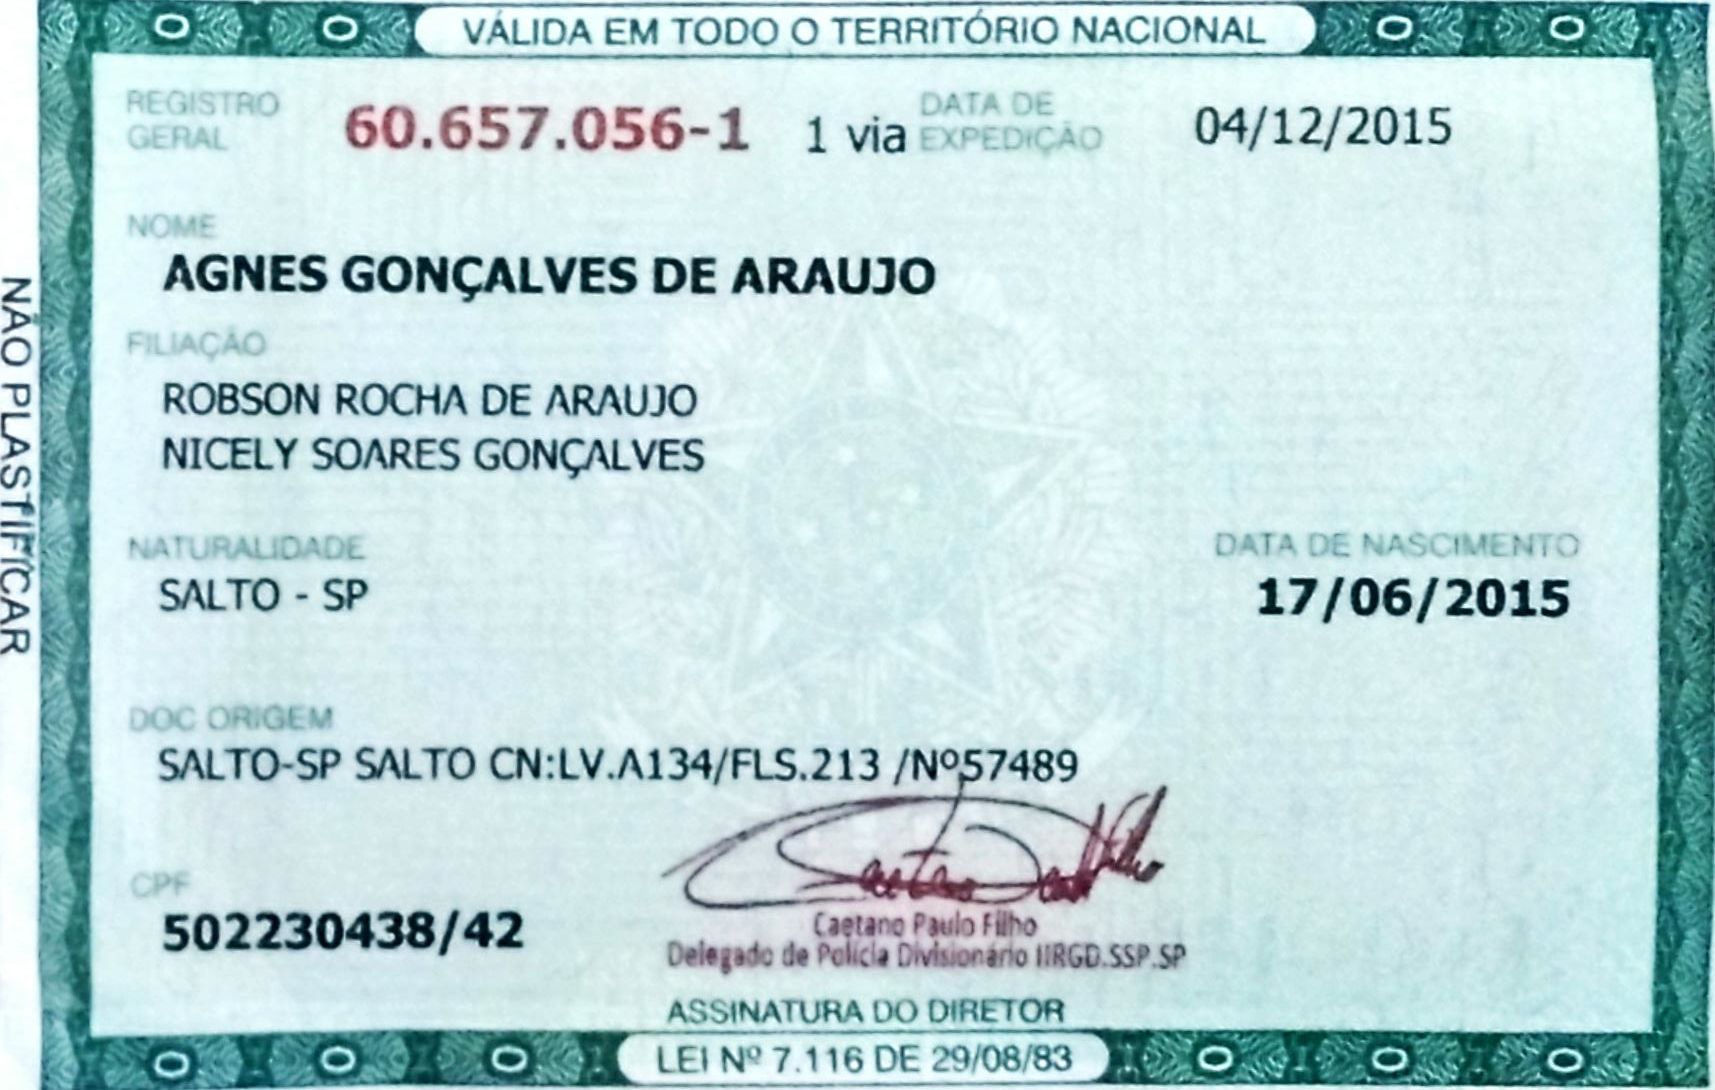 VÁLIDA EM TODO O TERRITÓRIO NACIONAL
REGISTRO GERAL 60.657.056-1 1 via DATA DE EXPEDIÇÃO 04/12/2015
NOME
AGNES GONÇALVES DE ARAUJO
FILIAÇÃO
ROBSON ROCHA DE ARAUJO
NICELY SOARES GONÇALVES
NATURALIDADE DATA DE NASCIMENTO
SALTO - SP 17/06/2015
DOC ORIGEM
SALTO-SP SALTO CN:LV.A134/FLS.213 /Nº57489
CPF
502230438/42
Caetano Paulo Filho
Delegado de Polícia Divisionário IIRGD.SSP.SP
ASSINATURA DO DIRETOR
LEI Nº 7.116 DE 29/08/83
NÃO PLASTIFICAR